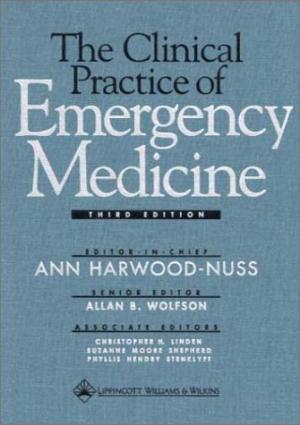 The Clinical
Practice of
Emergency
Medicine
THIRD EDITION
EDITOR-IN-CHIEF
ANN HARWOOD-NUSS
SENIOR EDITOR
ALLAN B. WOLFSON
ASSOCIATE EDITORS
CHRISTOPHER H. LINDEN
SUZANNE MOORE SHEPHERD
PHYLLIS HENDRY STENKLYFT
LIPPINCOTT WILLIAMS & WILKINS